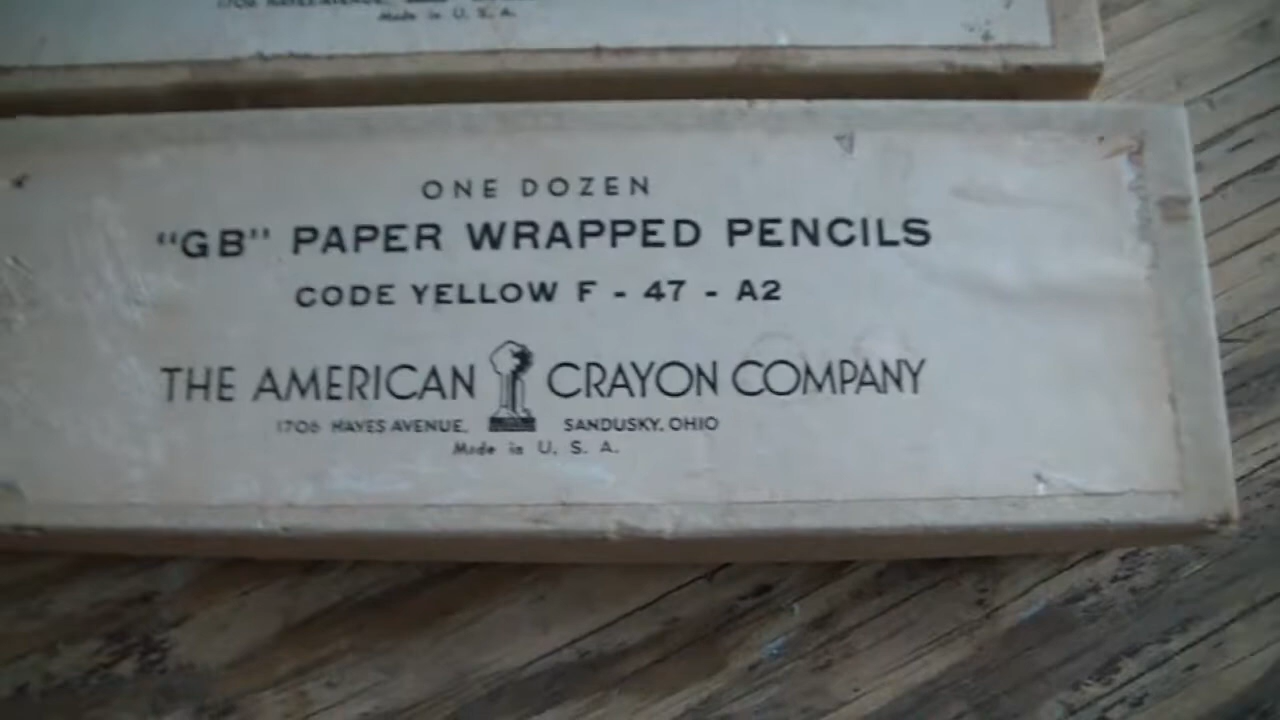 Made in U. S. A.
ONE DOZEN
"GB" PAPER WRAPPED PENCILS
CODE YELLOW F - 47 - A2
THE AMERICAN CRAYON COMPANY
1706 HAYES AVENUE, SANDUSKY, OHIO
Made in U. S. A.